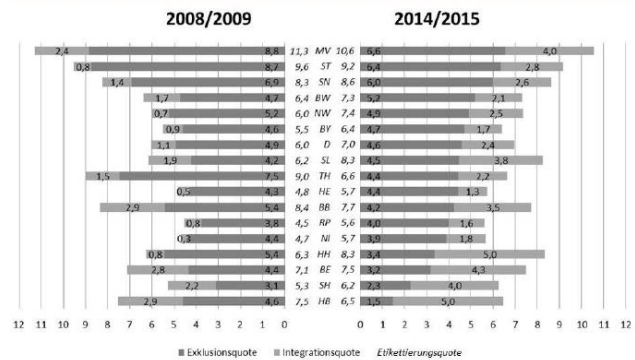 2008/2009 2014/2015
2,4 8,8 11,3 MV 10,6 6,6 4,0
0,8 8,7 9,6 ST 9,2 6,4 2,8
1,4 6,9 8,3 SN 8,6 6,0 2,6
1,7 4,7 6,4 BW 7,3 5,2 2,1
0,7 5,2 6,0 NW 7,4 4,9 2,5
0,9 4,6 5,5 BY 6,4 4,7 1,7
1,1 4,9 6,0 D 7,0 4,6 2,4
1,9 4,2 6,2 SL 8,3 4,5 3,8
1,5 7,5 9,0 TH 6,6 4,4 2,2
0,5 4,3 4,8 HE 5,7 4,4 1,3
2,9 5,4 8,4 BB 7,7 4,2 3,5
0,8 3,8 4,5 RP 5,6 4,0 1,6
0,3 4,4 4,7 NI 5,7 3,9 1,8
0,8 5,4 6,3 HH 8,3 3,4 5,0
2,8 4,4 7,1 BE 7,5 3,2 4,3
2,2 3,1 5,3 SH 6,2 2,3 4,0
2,9 4,6 7,5 HB 6,5 1,5 5,0
12 11 10 9 8 7 6 5 4 3 2 1 0 0 1 2 3 4 5 6 7 8 9 10 11 12
Exklusionsquote Integrationsquote Etikettierungsquote